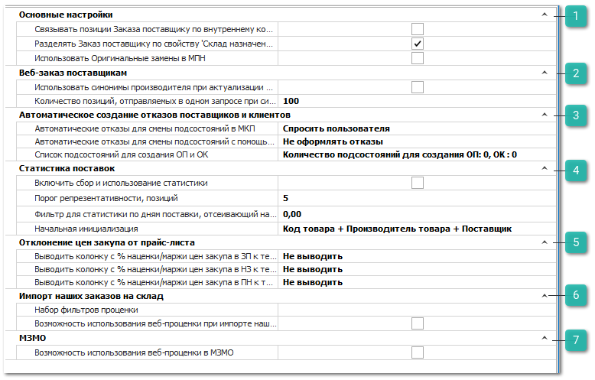 Основные настройки 1
Связывать позиции Заказа поставщику по внутреннему ко...
Разделять Заказ поставщику по свойству 'Склад назначен...
Использовать Оригинальные замены в МПН
Веб-заказ поставщикам 2
Использовать синонимы производителя при актуализации ...
Количество позиций, отправляемых в одном запросе при си... 100
Автоматическое создание отказов поставщиков и клиентов 3
Автоматические отказы для смены подсостояний в МКП Спросить пользователя
Автоматические отказы для смены подсостояний с помощь... Не оформлять отказы
Список подсостояний для создания ОП и ОК Количество подсостояний для создания ОП: 0, ОК : 0
Статистика поставок 4
Включить сбор и использование статистики
Порог репрезентативности, позиций 5
Фильтр для статистики по дням поставки, отсеивающий на... 0,00
Начальная инициализация Код товара + Производитель товара + Поставщик
Отклонение цен закупа от прайс-листа 5
Выводить колонку с % наценки/маржи цен закупа в ЗП к те... Не выводить
Выводить колонку с % наценки/маржи цен закупа в НЗ к те... Не выводить
Выводить колонку с % наценки/маржи цен закупа в ПН к т... Не выводить
Импорт наших заказов на склад 6
Набор фильтров проценки
Возможность использования веб-проценки при импорте наш...
МЗМО 7
Возможность использования веб-проценки в МЗМО